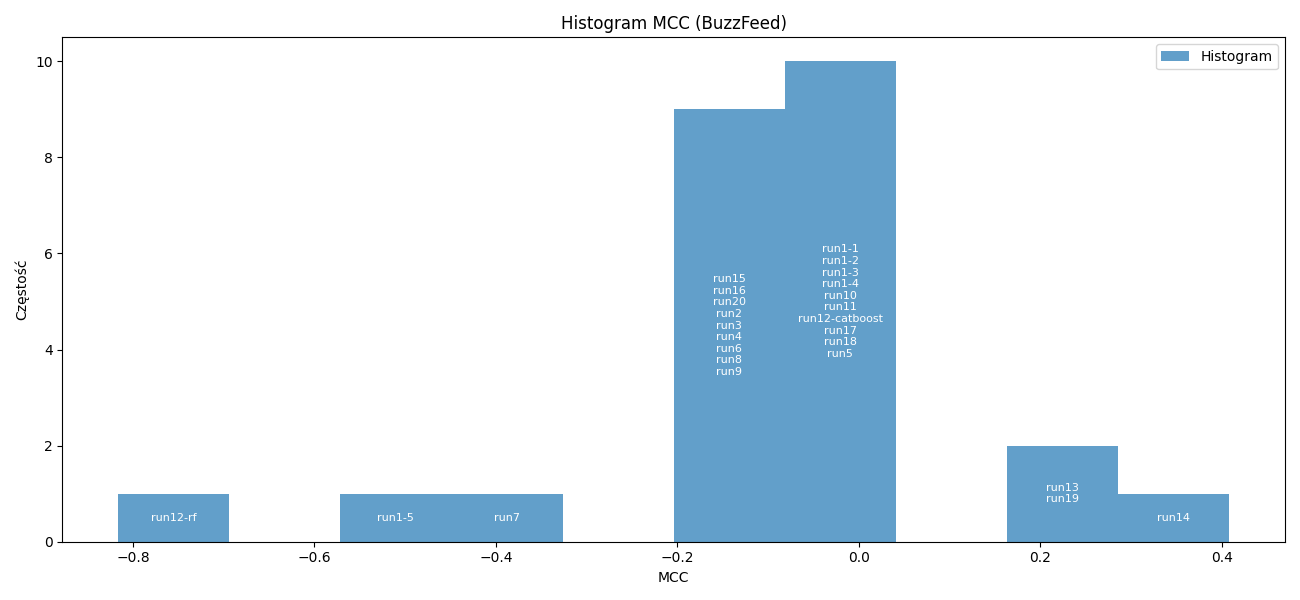 Histogram MCC (BuzzFeed)
Histogram
Częstość
10
8
6
4
2
0
run12-rf
run1-5
run7
run15
run16
run20
run2
run3
run4
run6
run8
run9
run1-1
run1-2
run1-3
run1-4
run10
run11
run12-catboost
run17
run18
run5
run13
run19
run14
−0.8
−0.6
−0.4
−0.2
0.0
0.2
0.4
MCC